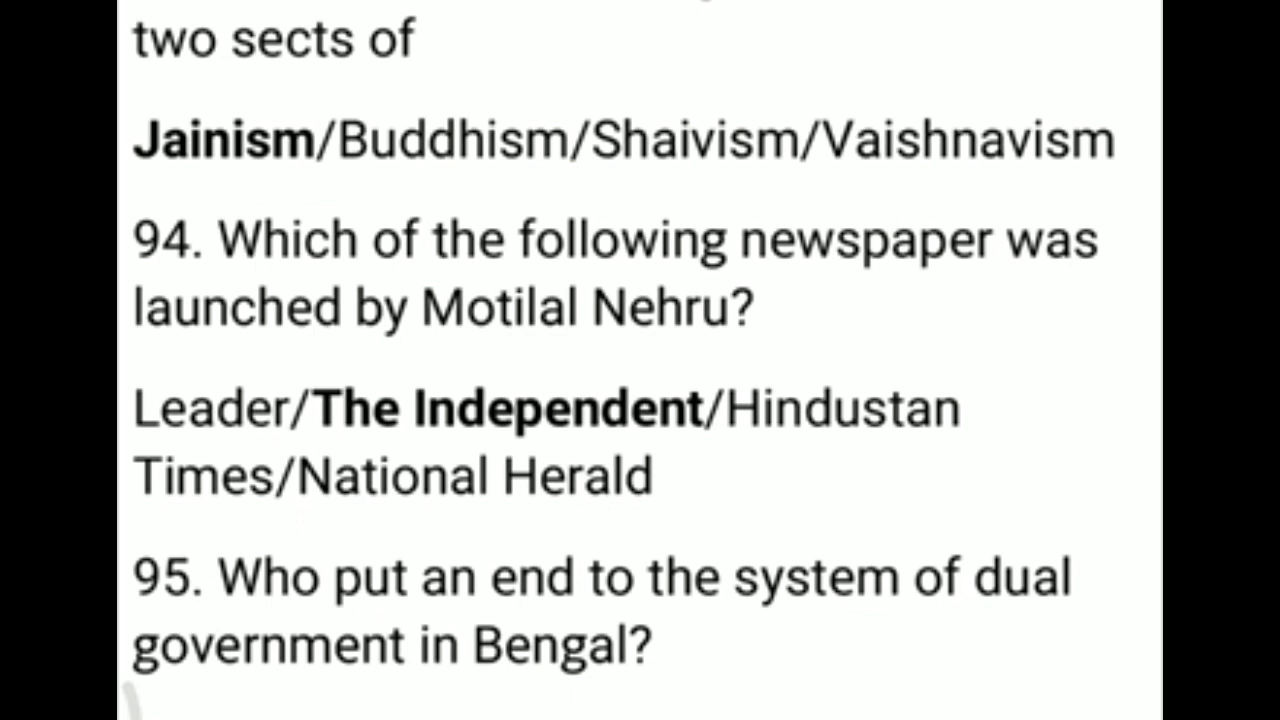 two sects of
Jainism/Buddhism/Shaivism/Vaishnavism
94. Which of the following newspaper was
launched by Motilal Nehru?
Leader/The Independent/Hindustan
Times/National Herald
95. Who put an end to the system of dual
government in Bengal?